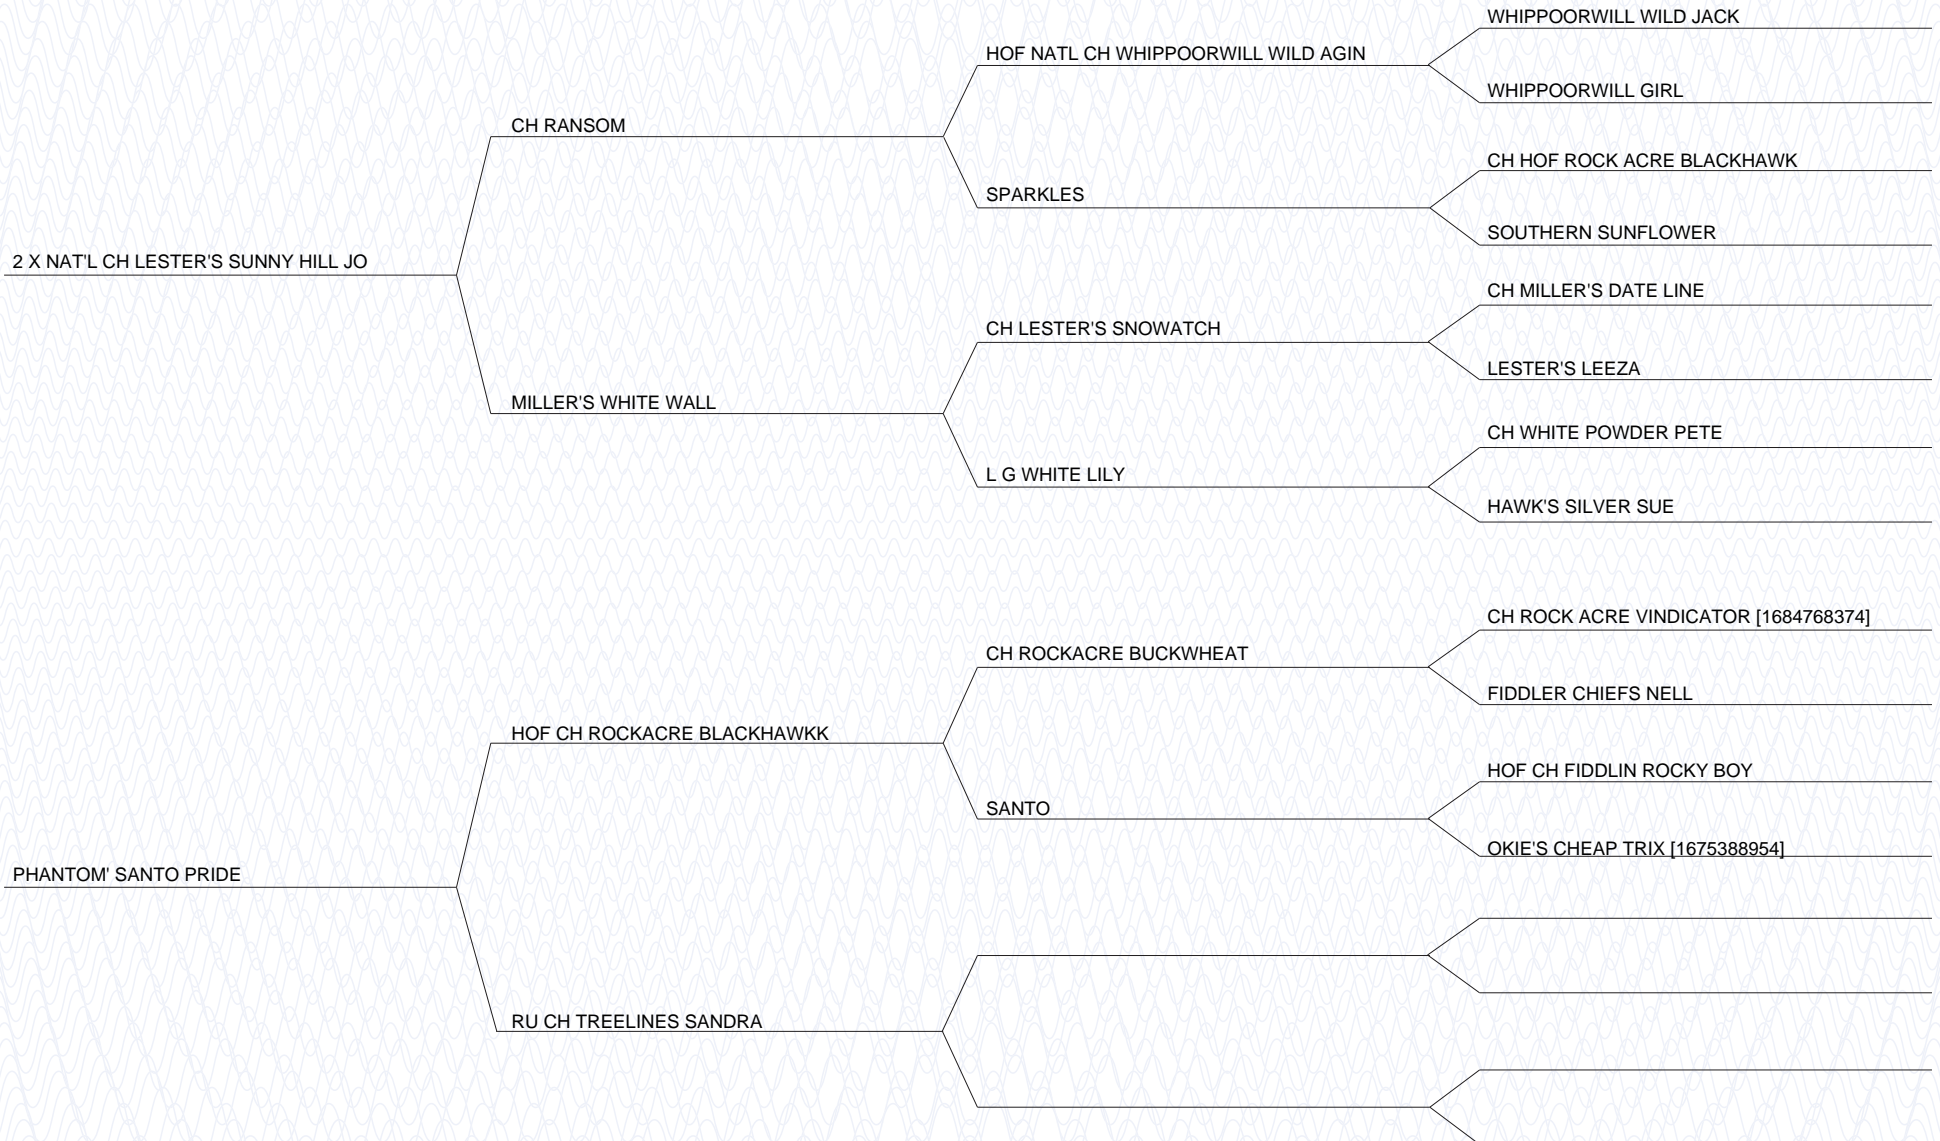 WHIPPOORWILL WILD JACK
HOF NATL CH WHIPPOORWILL WILD AGIN
WHIPPOORWILL GIRL
CH RANSOM
CH HOF ROCK ACRE BLACKHAWK
SPARKLES
SOUTHERN SUNFLOWER
2 X NAT'L CH LESTER'S SUNNY HILL JO
CH MILLER'S DATE LINE
CH LESTER'S SNOWATCH
LESTER'S LEEZA
MILLER'S WHITE WALL
CH WHITE POWDER PETE
L G WHITE LILY
HAWK'S SILVER SUE
CH ROCK ACRE VINDICATOR [1684768374]
CH ROCKACRE BUCKWHEAT
FIDDLER CHIEFS NELL
HOF CH ROCKACRE BLACKHAWKK
HOF CH FIDDLIN ROCKY BOY
SANTO
OKIE'S CHEAP TRIX [1675388954]
PHANTOM' SANTO PRIDE
RU CH TREELINES SANDRA